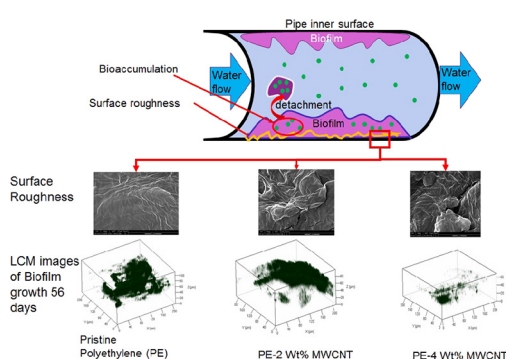 Pipe inner surface
Biofilm
Bioaccumulation
Water
flow
Water
flow
Surface roughness
detachment
Biofilm
Surface
Roughness
LCM images
of Biofilm
growth 56
days
Pristine
Polyethylene (PE)
PE-2 Wt% MWCNT
PE-4 Wt% MWCNT